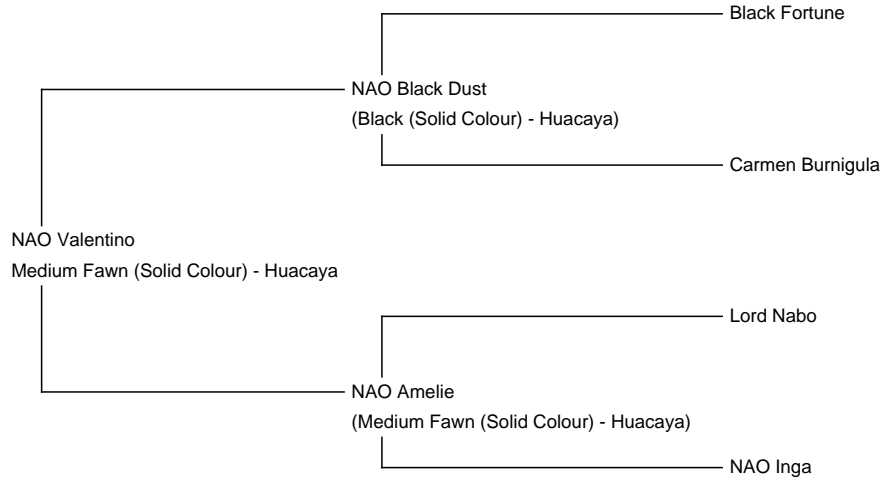 Black Fortune
NAO Black Dust
(Black (Solid Colour) - Huacaya)
Carmen Burnigula
NAO Valentino
Medium Fawn (Solid Colour) - Huacaya
Lord Nabo
NAO Amelie
(Medium Fawn (Solid Colour) - Huacaya)
NAO Inga